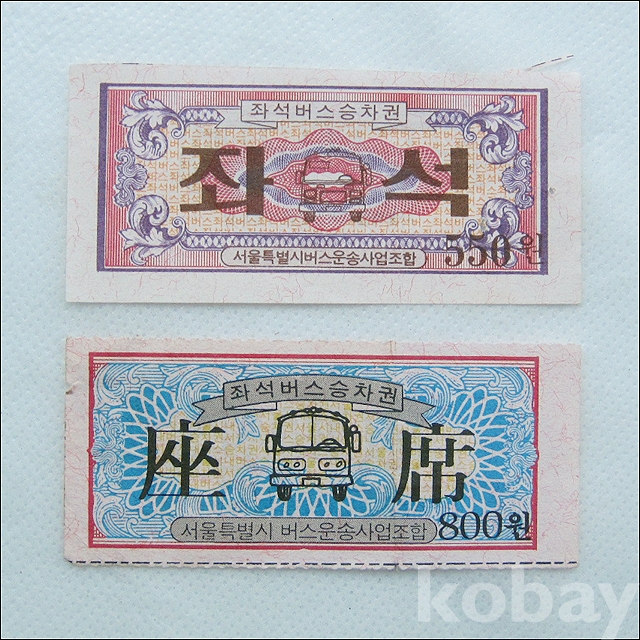 좌석버스승차권
좌 석
550원
서울특별시버스운송사업조합
좌석버스승차권
座 席
서울특별시 버스운송사업조합
800원
kobay